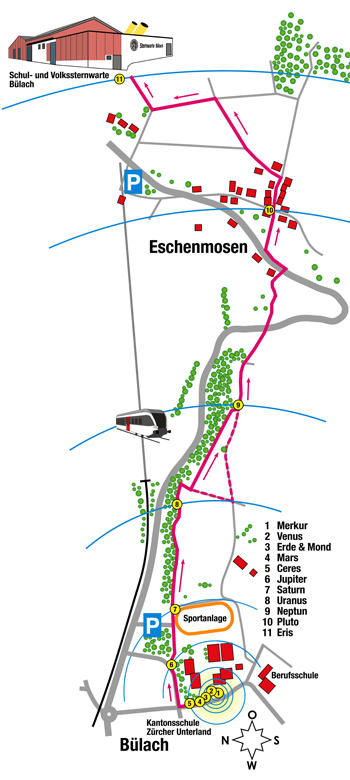 Sternwarte Bülach
Schul- und Volkssternwarte
Bülach
11
P
10
Eschenmosen
9
8
1 Merkur
2 Venus
3 Erde & Mond
4 Mars
5 Ceres
6 Jupiter
7 Saturn
8 Uranus
9 Neptun
10 Pluto
11 Eris
7
Sportanlage
P
6
Berufsschule
5 4 3 2 1
Kantonsschule
Zürcher Unterland
Bülach
O
N S
W